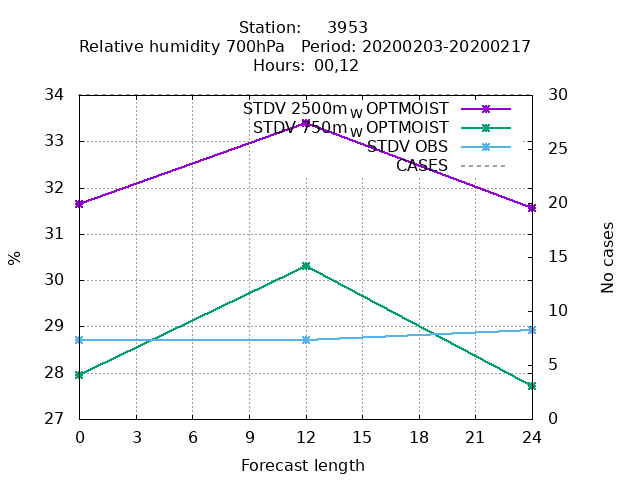 Station: 3953
Relative humidity 700hPa Period: 20200203-20200217
Hours: 00,12
STDV 2500m_W OPTMOIST
STDV 750m_W OPTMOIST
STDV OBS
CASES
34
33
32
31
30
29
28
27
%
30
25
20
15
10
5
0
No cases
0 3 6 9 12 15 18 21 24
Forecast length